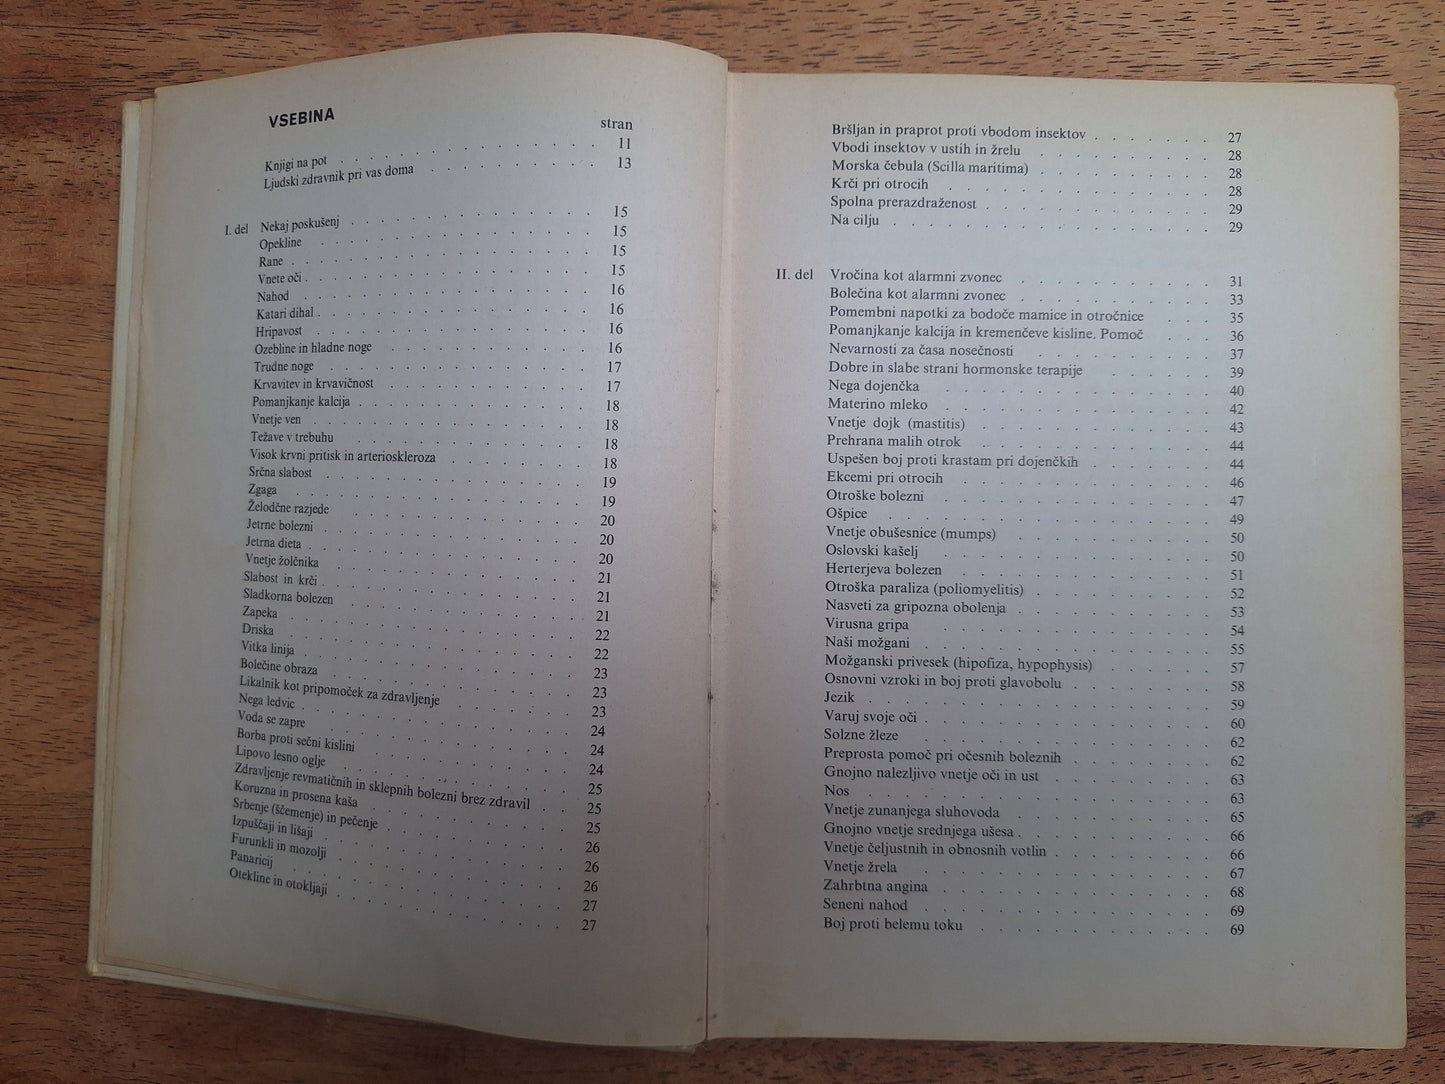 VSEBINA
stran
Knjigi na pot . . . . . . . . . . 11
Ljudski zdravnik pri vas doma . . . . . . . 13
I. del Nekaj poskušenj . . . . . . . . . . 15
Opekline . . . . . . . . . . 15
Rane . . . . . . . . . . 15
Vnete oči . . . . . . . . . . 15
Nahod . . . . . . . . . . 16
Katari dihal . . . . . . . . . . 16
Hripavost . . . . . . . . . . 16
Ozebline in hladne noge . . . . . . . . 16
Trudne noge . . . . . . . . . . 17
Krvavitev in krvavičnost . . . . . . . . 17
Pomanjkanje kalcija . . . . . . . . . 18
Vnetje ven . . . . . . . . . . 18
Težave v trebuhu . . . . . . . . . 18
Visok krvni pritisk in arterioskleroza . . . . . 18
Srčna slabost . . . . . . . . . . 19
Zgaga . . . . . . . . . . 19
Želodčne razjede . . . . . . . . . 20
Jetrne bolezni . . . . . . . . . . 20
Jetrna dieta . . . . . . . . . . 20
Vnetje žolčnika . . . . . . . . . 21
Slabost in krči . . . . . . . . . . 21
Sladkorna bolezen . . . . . . . . . 21
Zapeka . . . . . . . . . . 22
Driska . . . . . . . . . . 22
Vitka linija . . . . . . . . . . 23
Bolečine obraza . . . . . . . . . 23
Likalnik kot pripomoček za zdravljenje . . . . . 23
Nega ledvic . . . . . . . . . . 24
Voda se zapre . . . . . . . . . . 24
Borba proti sečni kislini . . . . . . . . 24
Lipovo lesno oglje . . . . . . . . . 25
Zdravljenje revmatičnih in sklepnih bolezni brez zdravil . . 25
Koruzna in prosena kaša . . . . . . . . 25
Srbenje (ščemenje) in pečenje . . . . . . . 26
Izpuščaji in lišaji . . . . . . . . . 26
Furunkli in mozolji . . . . . . . . . 26
Panaricij . . . . . . . . . . 27
Otekline in otokljaji . . . . . . . . . 27
Bršljan in praprot proti vbodom insektov . . . . . 27
Vbodi insektov v ustih in žrelu . . . . . . . 28
Morska čebula (Scilla maritima) . . . . . . . 28
Krči pri otrocih . . . . . . . . . . 28
Spolna prerazdraženost . . . . . . . . . 29
Na cilju . . . . . . . . . . 29
II. del Vročina kot alarmni zvonec . . . . . . . . 31
Bolečina kot alarmni zvonec . . . . . . . . 33
Pomembni napotki za bodoče mamice in otročnice . . . 35
Pomanjkanje kalcija in kremenčeve kisline. Pomoč . . . 36
Nevarnosti za časa nosečnosti . . . . . . . 37
Dobre in slabe strani hormonske terapije . . . . . 39
Nega dojenčka . . . . . . . . . . 40
Materino mleko . . . . . . . . . . 42
Vnetje dojk (mastitis) . . . . . . . . . 43
Prehrana malih otrok . . . . . . . . . 44
Uspešen boj proti krastam pri dojenčkih . . . . . 44
Ekcemi pri otrocih . . . . . . . . . . 46
Otroške bolezni . . . . . . . . . . 47
Ošpice . . . . . . . . . . 49
Vnetje obušesnice (mumps) . . . . . . . . 50
Oslovski kašelj . . . . . . . . . . 50
Herterjeva bolezen . . . . . . . . . . 51
Otroška paraliza (poliomyelitis) . . . . . . . 52
Nasveti za gripozna obolenja . . . . . . . . 53
Virusna gripa . . . . . . . . . . 54
Naši možgani . . . . . . . . . . 55
Možganski privesek (hipofiza, hypophysis) . . . . . 57
Osnovni vzroki in boj proti glavobolu . . . . . . 58
Jezik . . . . . . . . . . 59
Varuj svoje oči . . . . . . . . . . 60
Solzne žleze . . . . . . . . . . 62
Preprosta pomoč pri očesnih boleznih . . . . . . 62
Gnojno nalezljivo vnetje oči in ust . . . . . . . 63
Nos . . . . . . . . . . 63
Vnetje zunanjega sluhovoda . . . . . . . . 65
Gnojno vnetje srednjega ušesa . . . . . . . . 66
Vnetje čeljustnih in obnosnih votlin . . . . . . 66
Vnetje žrela . . . . . . . . . . 67
Zahrbtna angina . . . . . . . . . . 68
Seneni nahod . . . . . . . . . . 69
Boj proti belemu toku . . . . . . . . . 69